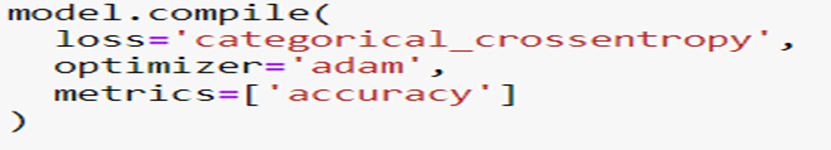 model.compile(
  loss='categorical_crossentropy',
  optimizer='adam',
  metrics=['accuracy']
)